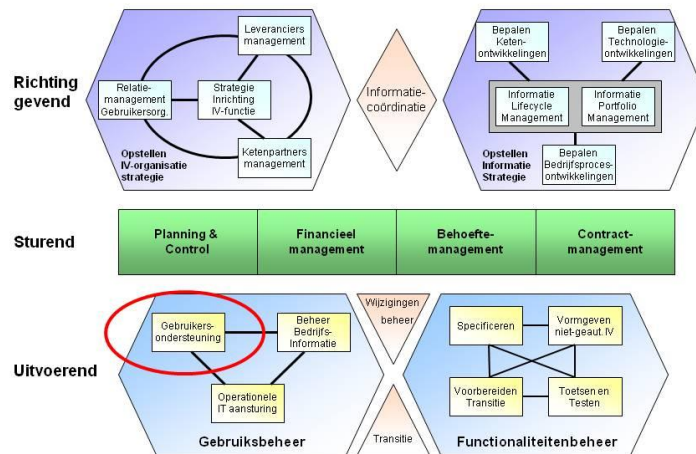 Richting
gevend
Leveranciers
management
Relatie-
management
Gebruikersorg.
Strategie
Inrichting
IV-functie
Ketenpartners
management
Opstellen
IV-organisatie
strategie
Informatie-
coördinatie
Bepalen
Keten-
ontwikkelingen
Bepalen
Technologie-
ontwikkelingen
Informatie
Lifecycle
Management
Informatie
Portfolio
Management
Opstellen
Informatie
Strategie
Bepalen
Bedrijfsproces-
ontwikkelingen
Sturend
Planning &
Control
Financieel
management
Behoefte-
management
Contract-
management
Uitvoerend
Gebruikers-
ondersteuning
Beheer
Bedrijfs-
Informatie
Operationele
IT aansturing
Gebruiksbeheer
Wijzigingen
beheer
Transitie
Specificeren
Vormgeven
niet-geaut. IV
Voorbereiden
Transitie
Toetsen en
Testen
Functionaliteitenbeheer